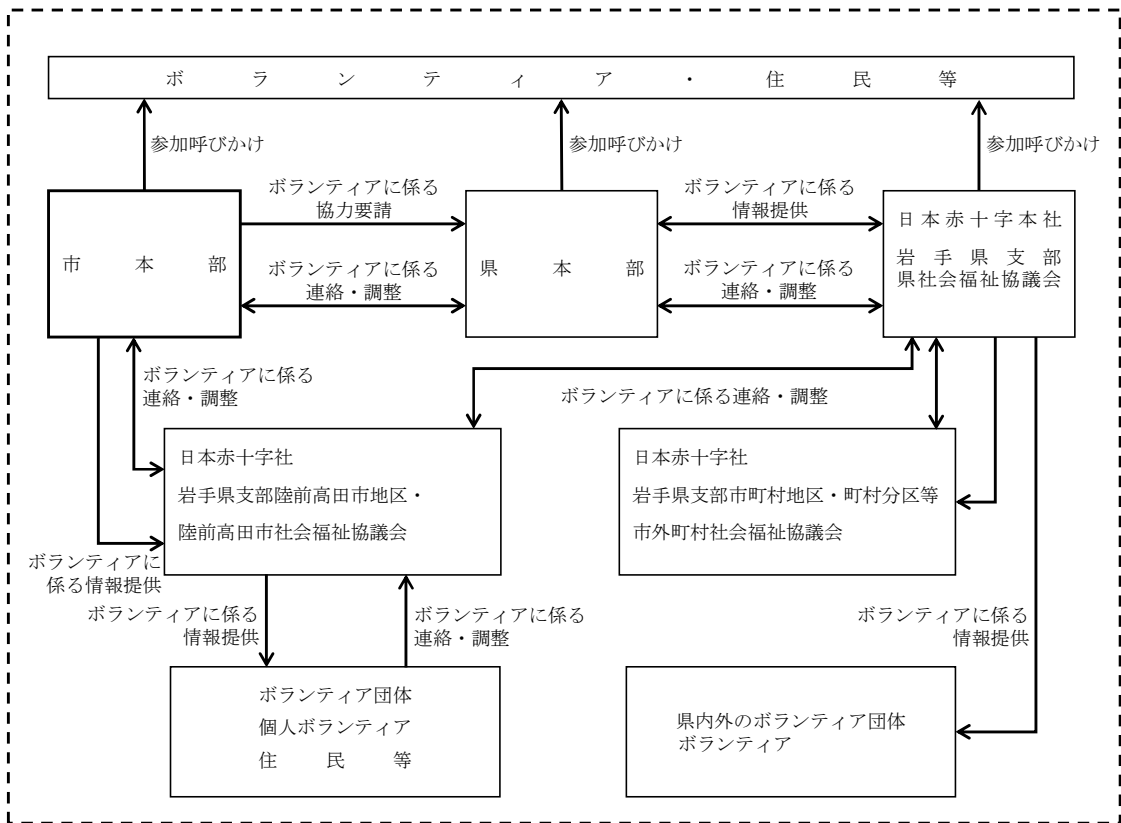 ボランティア・住民等
参加呼びかけ
参加呼びかけ
参加呼びかけ
市本部
ボランティアに係る
協力要請
ボランティアに係る
連絡・調整
県本部
ボランティアに係る
情報提供
ボランティアに係る
連絡・調整
日本赤十字本社
岩手県支部
県社会福祉協議会
ボランティアに係る
連絡・調整
ボランティアに係る連絡・調整
日本赤十字社
岩手県支部陸前高田市地区・
陸前高田市社会福祉協議会
日本赤十字社
岩手県支部市町村地区・町村分区等
市外町村社会福祉協議会
ボランティアに
係る情報提供
ボランティアに係る
情報提供
ボランティアに係る
連絡・調整
ボランティアに係る
情報提供
ボランティア団体
個人ボランティア
住民等
県内外のボランティア団体
ボランティア